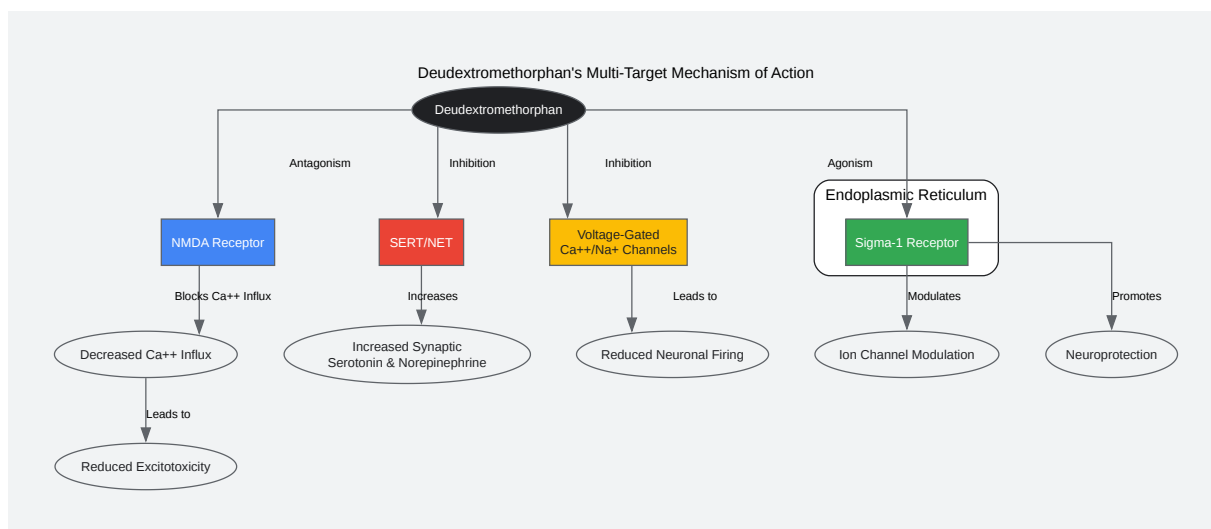 Deudextromethorphan's Multi-Target Mechanism of Action
Deudextromethorphan
Antagonism
Inhibition
Inhibition
Agonism
Endoplasmic Reticulum
NMDA Receptor
SERT/NET
Voltage-Gated
Ca++/Na+ Channels
Sigma-1 Receptor
Blocks Ca++ Influx
Increases
Leads to
Modulates
Promotes
Decreased Ca++ Influx
Increased Synaptic
Serotonin & Norepinephrine
Reduced Neuronal Firing
Ion Channel Modulation
Neuroprotection
Leads to
Reduced Excitotoxicity